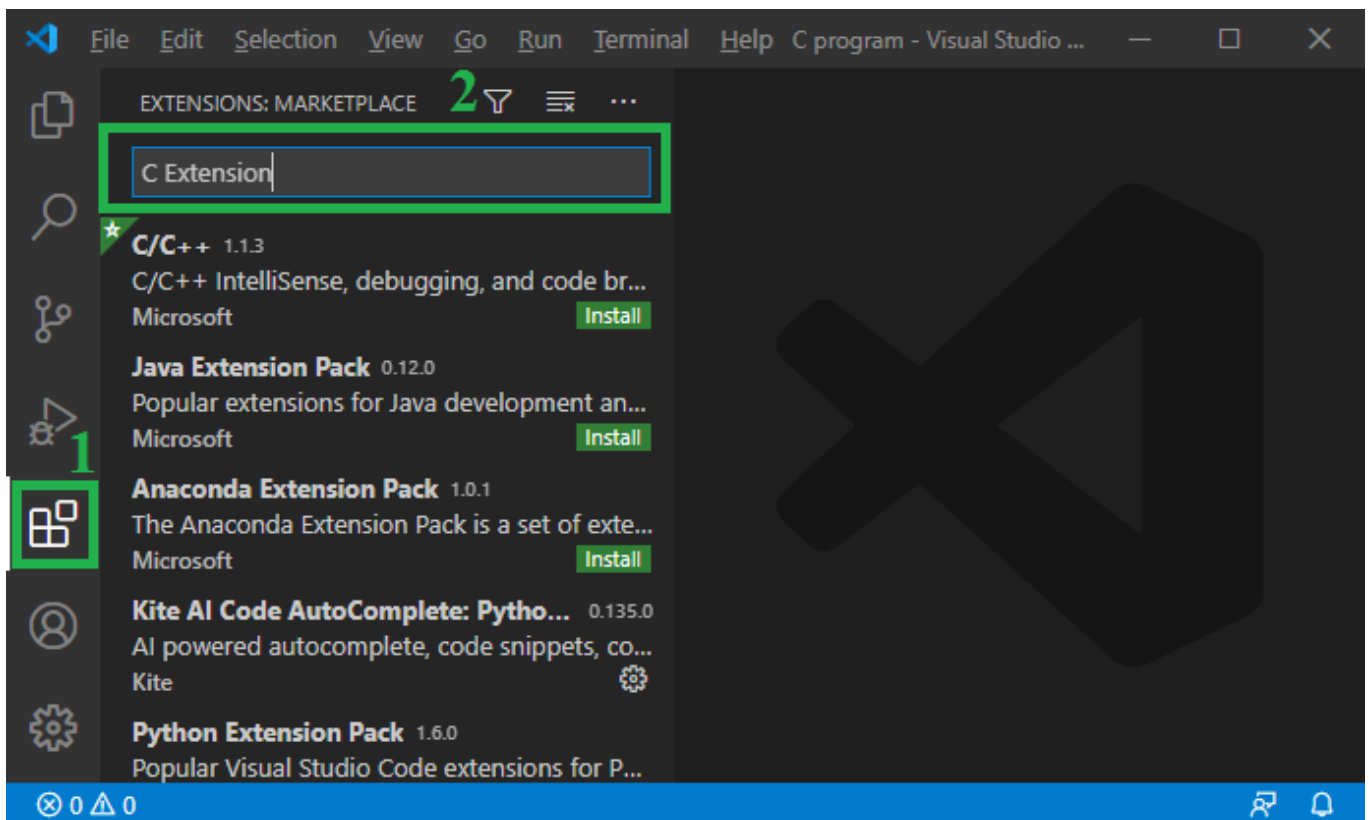 File Edit Selection View Go Run Terminal Help C program - Visual Studio ...
EXTENSIONS: MARKETPLACE 2 ...
C Extension
C/C++ 1.1.3
C/C++ IntelliSense, debugging, and code br...
Microsoft Install
Java Extension Pack 0.12.0
Popular extensions for Java development an...
Microsoft Install
1
Anaconda Extension Pack 1.0.1
The Anaconda Extension Pack is a set of exte...
Microsoft Install
Kite AI Code AutoComplete: Pytho... 0.135.0
AI powered autocomplete, code snippets, co...
Kite
Python Extension Pack 1.6.0
Popular Visual Studio Code extensions for P...
0 0